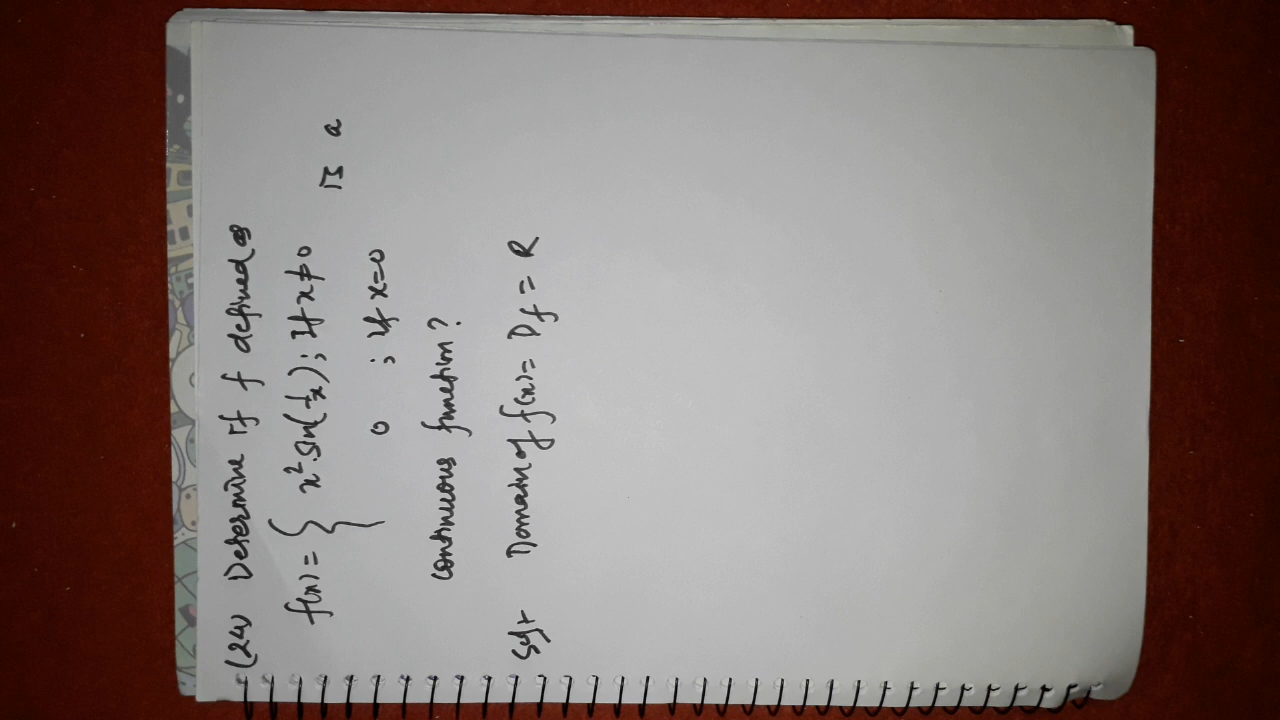 (24) Determine if f defined as
f(x) = { x² sin(1/x) ; if x≠0 is a
0 ; if x=0
continuous function?
Sol:- Domain of f(x) = Df = R